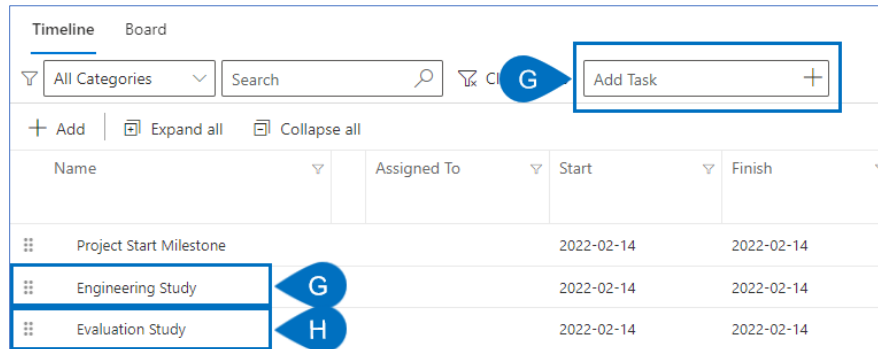 Timeline Board
All Categories Search Cl G Add Task
Add Expand all Collapse all
Name Assigned To Start Finish
Project Start Milestone 2022-02-14 2022-02-14
Engineering Study G 2022-02-14 2022-02-14
Evaluation Study H 2022-02-14 2022-02-14